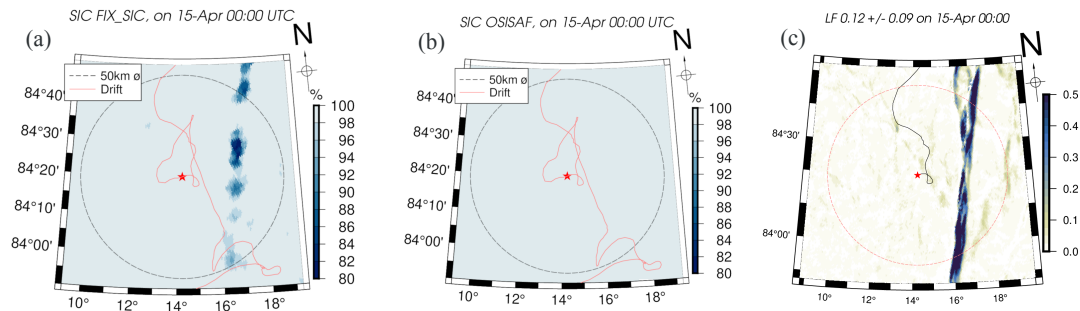 SIC FIX_SIC, on 15-Apr 00:00 UTC
(a)
N
50km ø
Drift
84°40'
84°30'
84°20'
84°10'
84°00'
10° 12° 14° 16° 18°
%
100
98
96
94
92
90
88
86
84
82
80
SIC OSISAF, on 15-Apr 00:00 UTC
(b)
N
50km ø
Drift
84°40'
84°30'
84°20'
84°10'
84°00'
10° 12° 14° 16° 18°
%
100
98
96
94
92
90
88
86
84
82
80
LF 0.12 +/- 0.09 on 15-Apr 00:00
(c)
N
84°30'
84°00'
10° 12° 14° 16° 18°
0.5
0.4
0.3
0.2
0.1
0.0